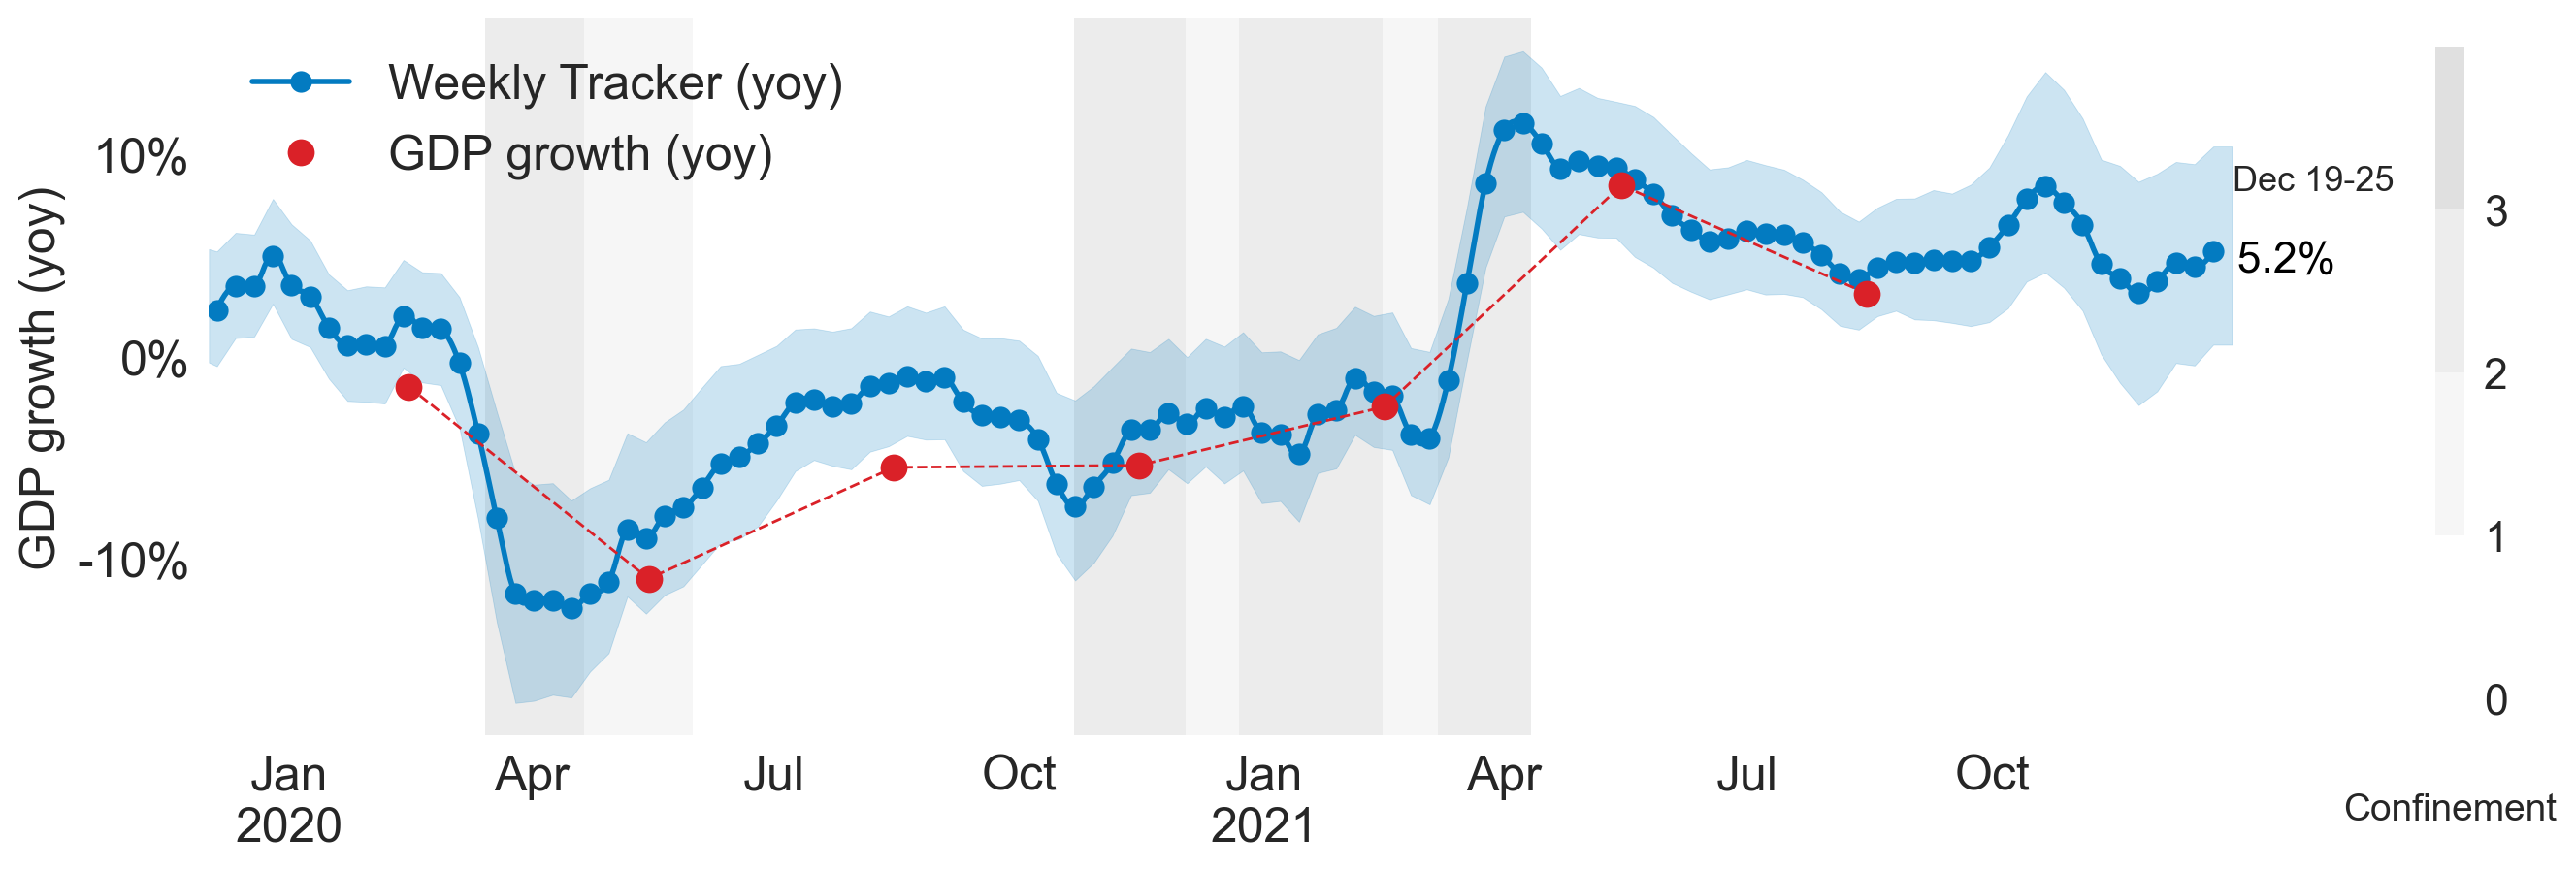 Weekly Tracker (yoy)
GDP growth (yoy)
GDP growth (yoy)
10%
0%
-10%
Dec 19-25
5.2%
3
2
1
0
Jan
2020
Apr
Jul
Oct
Jan
2021
Apr
Jul
Oct
Confinement